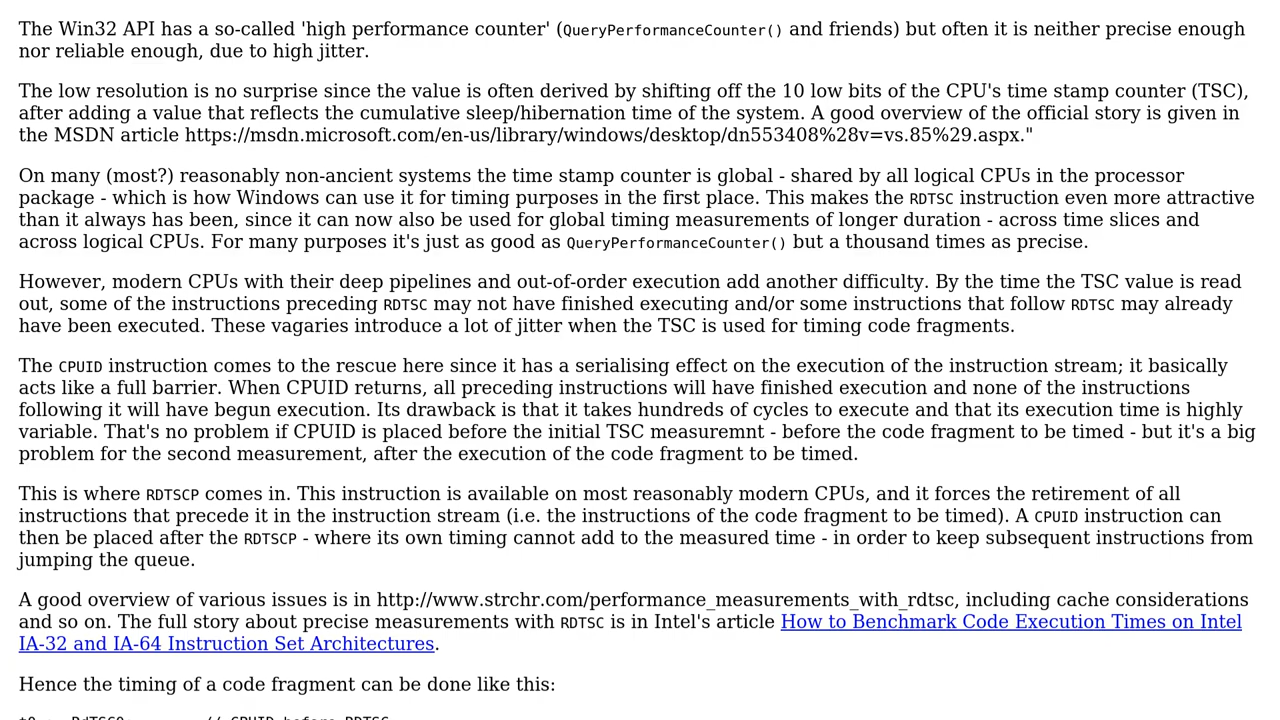 The Win32 API has a so-called 'high performance counter' (QueryPerformanceCounter() and friends) but often it is neither precise enough
nor reliable enough, due to high jitter.
The low resolution is no surprise since the value is often derived by shifting off the 10 low bits of the CPU's time stamp counter (TSC),
after adding a value that reflects the cumulative sleep/hibernation time of the system. A good overview of the official story is given in
the MSDN article https://msdn.microsoft.com/en-us/library/windows/desktop/dn553408%28v=vs.85%29.aspx."
On many (most?) reasonably non-ancient systems the time stamp counter is global - shared by all logical CPUs in the processor
package - which is how Windows can use it for timing purposes in the first place. This makes the RDTSC instruction even more attractive
than it always has been, since it can now also be used for global timing measurements of longer duration - across time slices and
across logical CPUs. For many purposes it's just as good as QueryPerformanceCounter() but a thousand times as precise.
However, modern CPUs with their deep pipelines and out-of-order execution add another difficulty. By the time the TSC value is read
out, some of the instructions preceding RDTSC may not have finished executing and/or some instructions that follow RDTSC may already
have been executed. These vagaries introduce a lot of jitter when the TSC is used for timing code fragments.
The CPUID instruction comes to the rescue here since it has a serialising effect on the execution of the instruction stream; it basically
acts like a full barrier. When CPUID returns, all preceding instructions will have finished execution and none of the instructions
following it will have begun execution. Its drawback is that it takes hundreds of cycles to execute and that its execution time is highly
variable. That's no problem if CPUID is placed before the initial TSC measuremnt - before the code fragment to be timed - but it's a big
problem for the second measurement, after the execution of the code fragment to be timed.
This is where RDTSCP comes in. This instruction is available on most reasonably modern CPUs, and it forces the retirement of all
instructions that precede it in the instruction stream (i.e. the instructions of the code fragment to be timed). A CPUID instruction can
then be placed after the RDTSCP - where its own timing cannot add to the measured time - in order to keep subsequent instructions from
jumping the queue.
A good overview of various issues is in http://www.strchr.com/performance_measurements_with_rdtsc, including cache considerations
and so on. The full story about precise measurements with RDTSC is in Intel's article How to Benchmark Code Execution Times on Intel
IA-32 and IA-64 Instruction Set Architectures.
Hence the timing of a code fragment can be done like this: